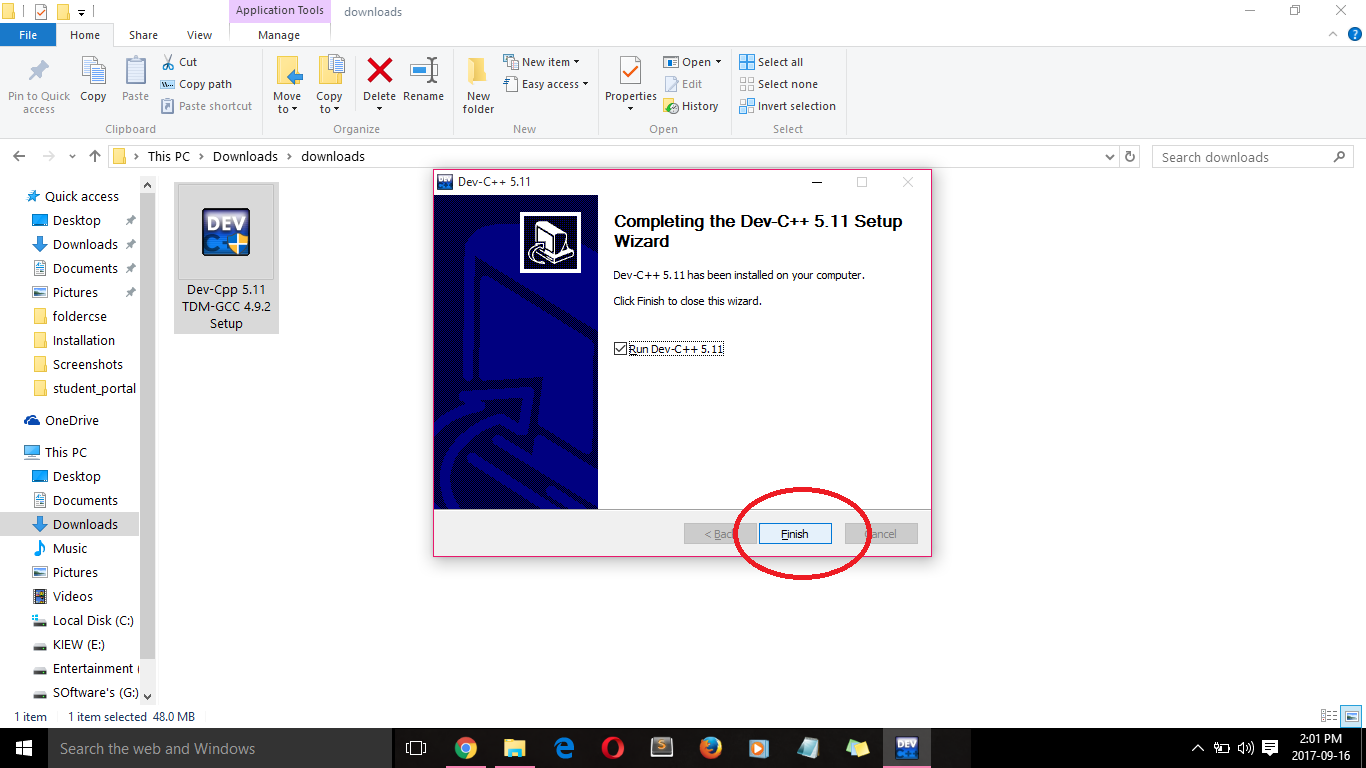 Application Tools
downloads
File
Home
Share
View
Manage
Pin to Quick access
Copy
Paste
Cut
Copy path
Paste shortcut
Clipboard
Move to
Copy to
Delete
Rename
Organize
New folder
New item
Easy access
New
Properties
Open
Edit
History
Open
Select all
Select none
Invert selection
Select
This PC
Downloads
downloads
Search downloads
Quick access
Desktop
Downloads
Documents
Pictures
foldercse
Installation
Screenshots
student_portal
OneDrive
This PC
Desktop
Documents
Downloads
Music
Pictures
Videos
Local Disk (C:)
KIEW (E:)
Entertainment (
SOftware's (G:)
DEV
C++
Dev-Cpp 5.11
TDM-GCC 4.9.2
Setup
Dev-C++ 5.11
Completing the Dev-C++ 5.11 Setup
Wizard
Dev-C++ 5.11 has been installed on your computer.
Click Finish to close this wizard.
Run Dev-C++ 5.11
< Back
Finish
Cancel
1 item
1 item selected 48.0 MB
Search the web and Windows
DEV
C++
2:01 PM
2017-09-16